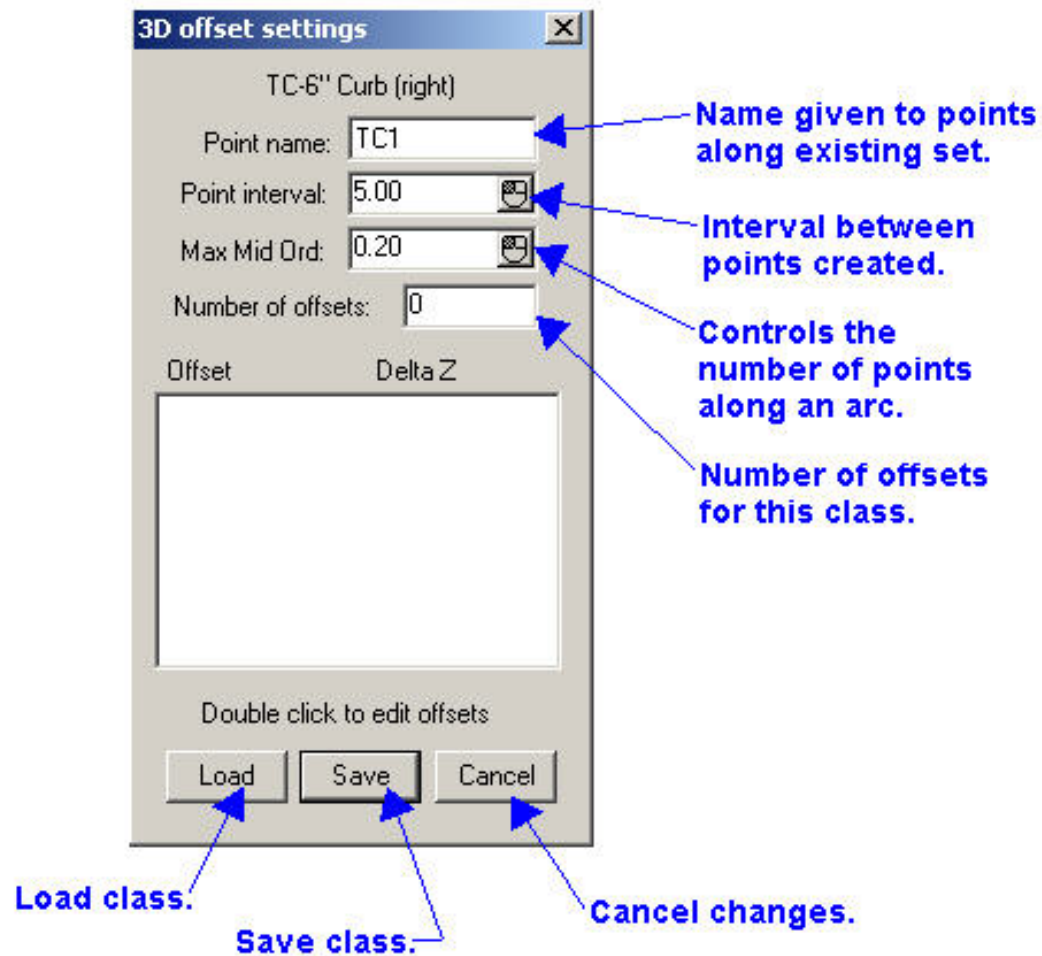 3D offset settings
TC-6" Curb (right)
Point name: TC1
Name given to points
along existing set.
Point interval: 5.00
Interval between
points created.
Max Mid Ord: 0.20
Number of offsets: 0
Controls the
number of points
along an arc.
Offset Delta Z
Number of offsets
for this class.
Double click to edit offsets
Load Save Cancel
Load class.
Save class.
Cancel changes.